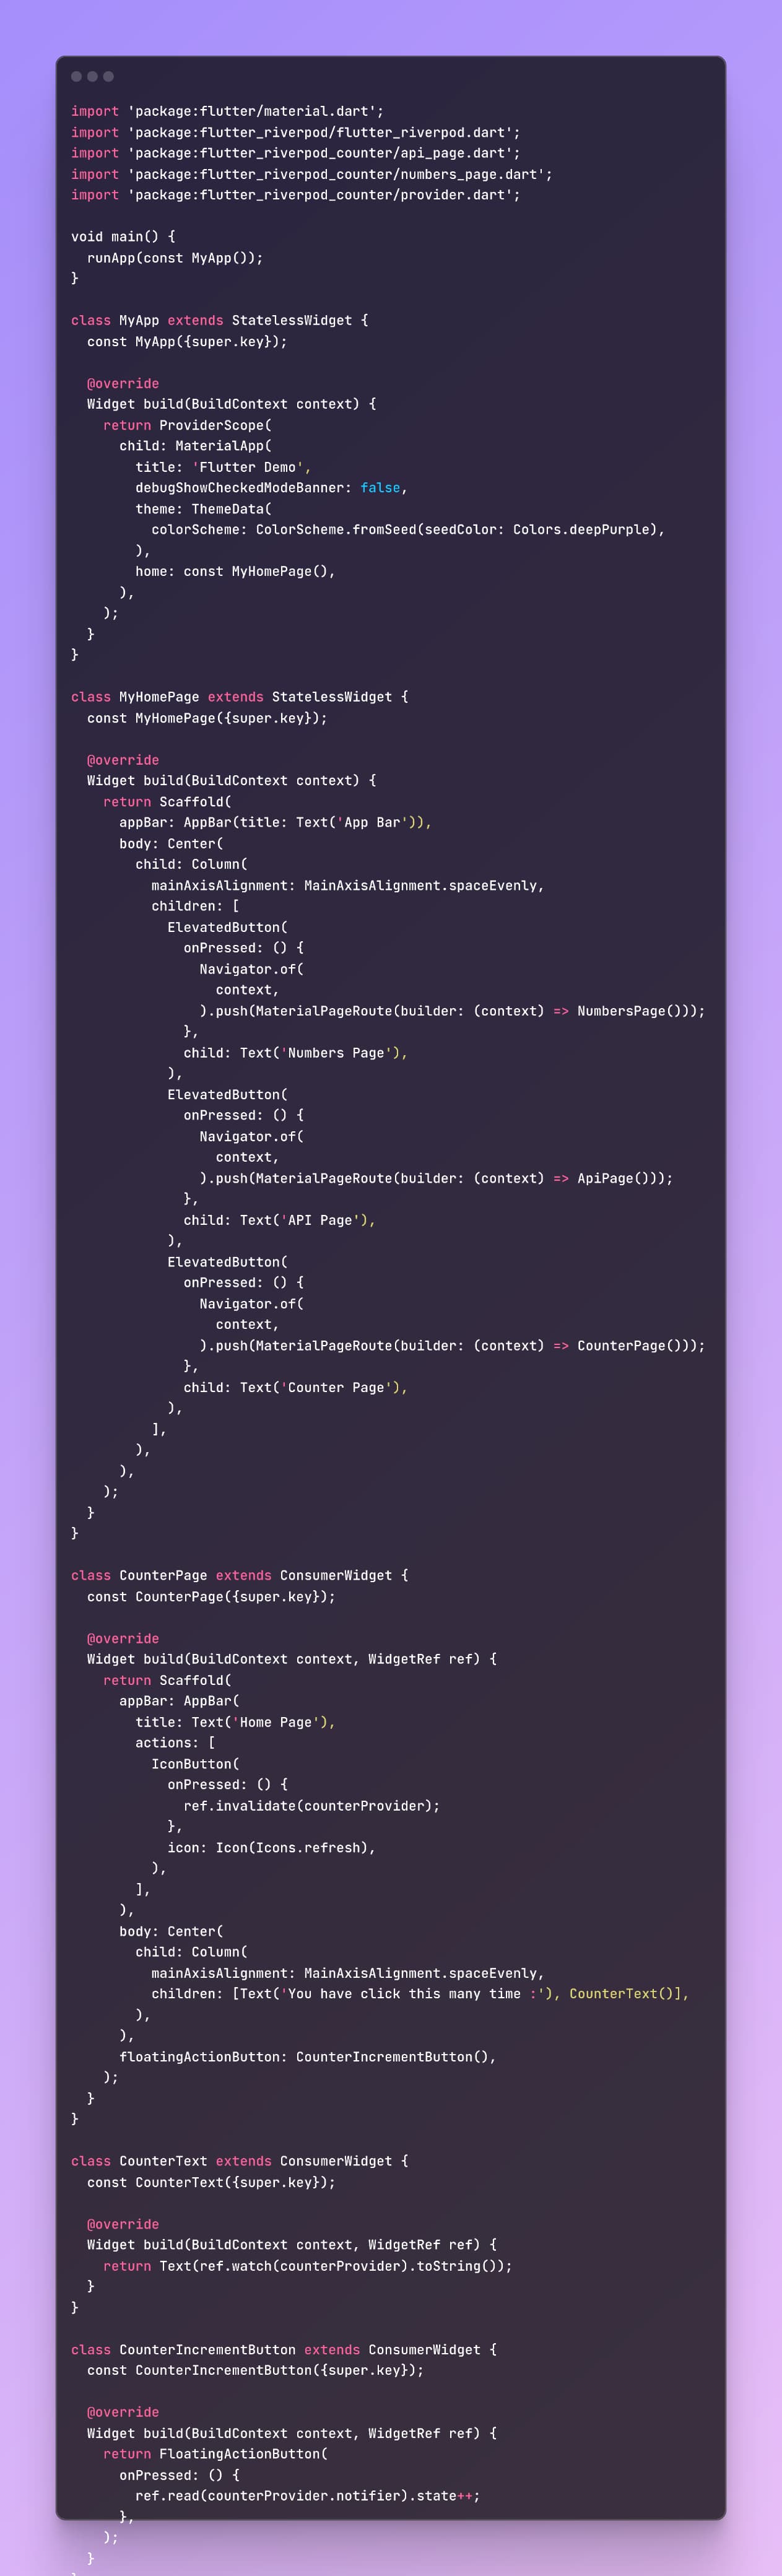 import 'package:flutter/material.dart';
import 'package:flutter_riverpod/flutter_riverpod.dart';
import 'package:flutter_riverpod_counter/api_page.dart';
import 'package:flutter_riverpod_counter/numbers_page.dart';
import 'package:flutter_riverpod_counter/provider.dart';

void main() {
  runApp(const MyApp());
}

class MyApp extends StatelessWidget {
  const MyApp({super.key});

  @override
  Widget build(BuildContext context) {
    return ProviderScope(
      child: MaterialApp(
        title: 'Flutter Demo',
        debugShowCheckedModeBanner: false,
        theme: ThemeData(
          colorScheme: ColorScheme.fromSeed(seedColor: Colors.deepPurple),
        ),
        home: const MyHomePage(),
      ),
    );
  }
}

class MyHomePage extends StatelessWidget {
  const MyHomePage({super.key});

  @override
  Widget build(BuildContext context) {
    return Scaffold(
      appBar: AppBar(title: Text('App Bar')),
      body: Center(
        child: Column(
          mainAxisAlignment: MainAxisAlignment.spaceEvenly,
          children: [
            ElevatedButton(
              onPressed: () {
                Navigator.of(
                  context,
                ).push(MaterialPageRoute(builder: (context) => NumbersPage()));
              },
              child: Text('Numbers Page'),
            ),
            ElevatedButton(
              onPressed: () {
                Navigator.of(
                  context,
                ).push(MaterialPageRoute(builder: (context) => ApiPage()));
              },
              child: Text('API Page'),
            ),
            ElevatedButton(
              onPressed: () {
                Navigator.of(
                  context,
                ).push(MaterialPageRoute(builder: (context) => CounterPage()));
              },
              child: Text('Counter Page'),
            ),
          ],
        ),
      ),
    );
  }
}

class CounterPage extends ConsumerWidget {
  const CounterPage({super.key});

  @override
  Widget build(BuildContext context, WidgetRef ref) {
    return Scaffold(
      appBar: AppBar(
        title: Text('Home Page'),
        actions: [
          IconButton(
            onPressed: () {
              ref.invalidate(counterProvider);
            },
            icon: Icon(Icons.refresh),
          ),
        ],
      ),
      body: Center(
        child: Column(
          mainAxisAlignment: MainAxisAlignment.spaceEvenly,
          children: [Text('You have click this many time :'), CounterText()],
        ),
      ),
      floatingActionButton: CounterIncrementButton(),
    );
  }
}

class CounterText extends ConsumerWidget {
  const CounterText({super.key});

  @override
  Widget build(BuildContext context, WidgetRef ref) {
    return Text(ref.watch(counterProvider).toString());
  }
}

class CounterIncrementButton extends ConsumerWidget {
  const CounterIncrementButton({super.key});

  @override
  Widget build(BuildContext context, WidgetRef ref) {
    return FloatingActionButton(
      onPressed: () {
        ref.read(counterProvider.notifier).state++;
      },
    );
  }